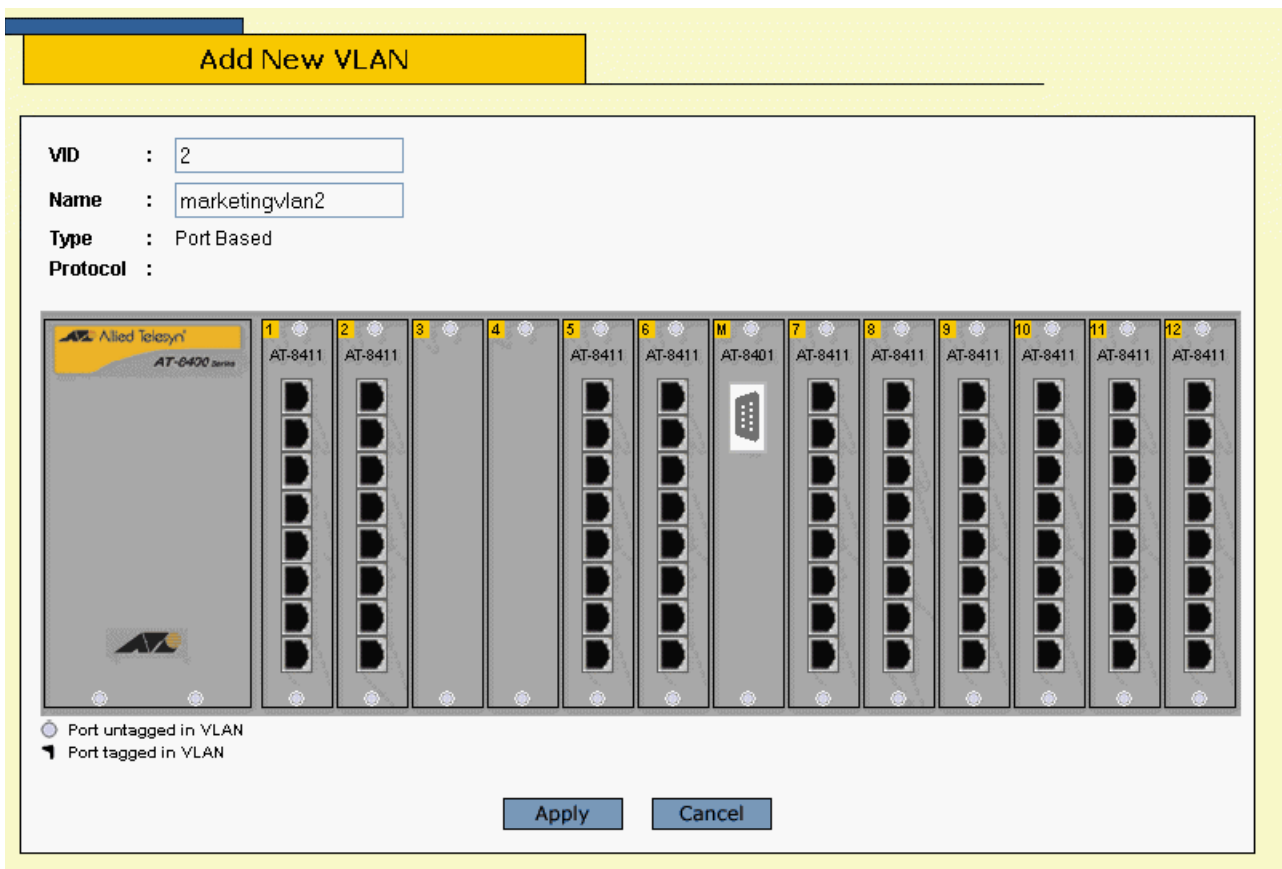 Add New VLAN
VID : 2
Name : marketingvlan2
Type : Port Based
Protocol :
Allied Telesyn
AT-8400 Series
1 2 3 4 5 6 M 7 8 9 10 11 12
AT-8411 AT-8411 AT-8411 AT-8411 AT-8401 AT-8411 AT-8411 AT-8411 AT-8411 AT-8411 AT-8411
Port untagged in VLAN
Port tagged in VLAN
Apply Cancel